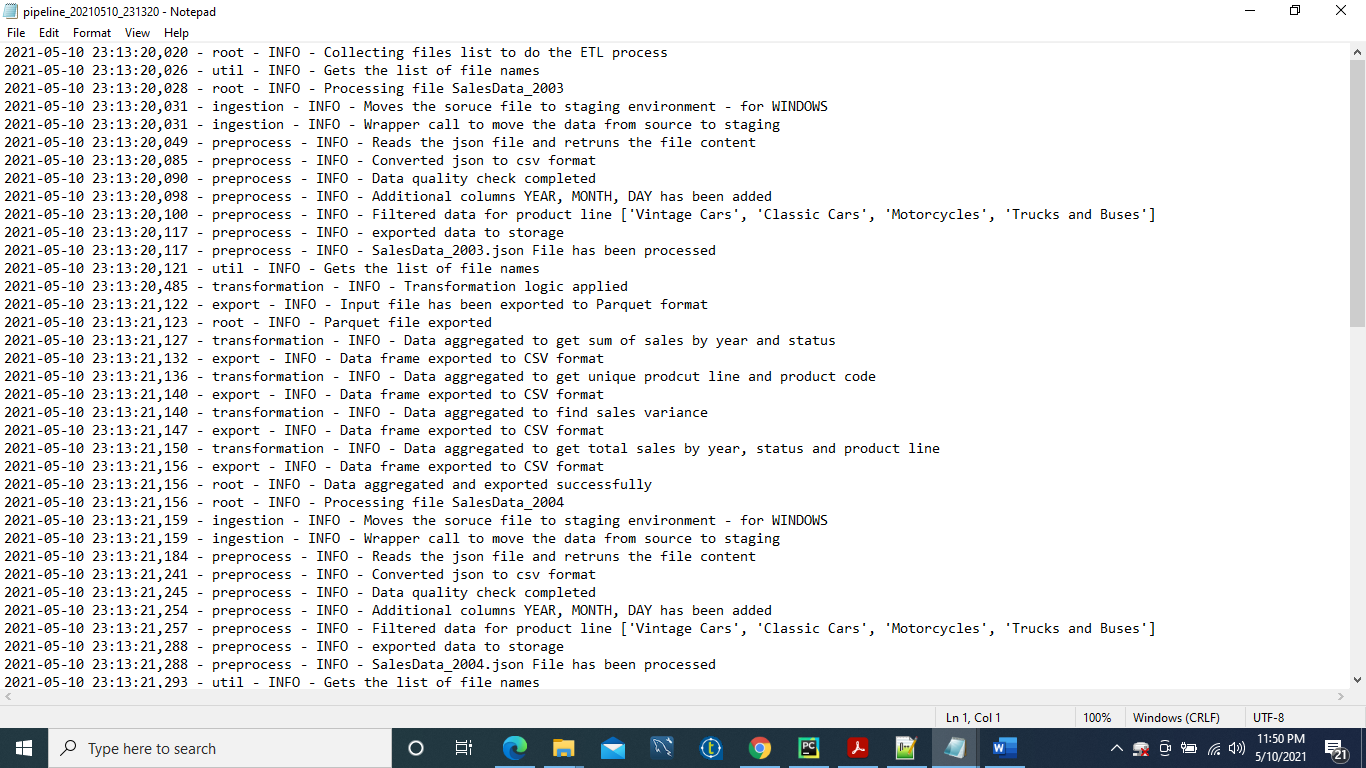 pipeline_20210510_231320 - Notepad
File Edit Format View Help
2021-05-10 23:13:20,020 - root - INFO - Collecting files list to do the ETL process
2021-05-10 23:13:20,026 - util - INFO - Gets the list of file names
2021-05-10 23:13:20,028 - root - INFO - Processing file SalesData_2003
2021-05-10 23:13:20,031 - ingestion - INFO - Moves the soruce file to staging environment - for WINDOWS
2021-05-10 23:13:20,031 - ingestion - INFO - Wrapper call to move the data from source to staging
2021-05-10 23:13:20,049 - preprocess - INFO - Reads the json file and retruns the file content
2021-05-10 23:13:20,085 - preprocess - INFO - Converted json to csv format
2021-05-10 23:13:20,090 - preprocess - INFO - Data quality check completed
2021-05-10 23:13:20,098 - preprocess - INFO - Additional columns YEAR, MONTH, DAY has been added
2021-05-10 23:13:20,100 - preprocess - INFO - Filtered data for product line ['Vintage Cars', 'Classic Cars', 'Motorcycles', 'Trucks and Buses']
2021-05-10 23:13:20,117 - preprocess - INFO - exported data to storage
2021-05-10 23:13:20,117 - preprocess - INFO - SalesData_2003.json File has been processed
2021-05-10 23:13:20,121 - util - INFO - Gets the list of file names
2021-05-10 23:13:20,485 - transformation - INFO - Transformation logic applied
2021-05-10 23:13:21,122 - export - INFO - Input file has been exported to Parquet format
2021-05-10 23:13:21,123 - root - INFO - Parquet file exported
2021-05-10 23:13:21,127 - transformation - INFO - Data aggregated to get sum of sales by year and status
2021-05-10 23:13:21,132 - export - INFO - Data frame exported to CSV format
2021-05-10 23:13:21,136 - transformation - INFO - Data aggregated to get unique prodcut line and product code
2021-05-10 23:13:21,140 - export - INFO - Data frame exported to CSV format
2021-05-10 23:13:21,140 - transformation - INFO - Data aggregated to find sales variance
2021-05-10 23:13:21,147 - export - INFO - Data frame exported to CSV format
2021-05-10 23:13:21,150 - transformation - INFO - Data aggregated to get total sales by year, status and product line
2021-05-10 23:13:21,156 - export - INFO - Data frame exported to CSV format
2021-05-10 23:13:21,156 - root - INFO - Data aggregated and exported successfully
2021-05-10 23:13:21,156 - root - INFO - Processing file SalesData_2004
2021-05-10 23:13:21,159 - ingestion - INFO - Moves the soruce file to staging environment - for WINDOWS
2021-05-10 23:13:21,159 - ingestion - INFO - Wrapper call to move the data from source to staging
2021-05-10 23:13:21,184 - preprocess - INFO - Reads the json file and retruns the file content
2021-05-10 23:13:21,241 - preprocess - INFO - Converted json to csv format
2021-05-10 23:13:21,245 - preprocess - INFO - Data quality check completed
2021-05-10 23:13:21,254 - preprocess - INFO - Additional columns YEAR, MONTH, DAY has been added
2021-05-10 23:13:21,257 - preprocess - INFO - Filtered data for product line ['Vintage Cars', 'Classic Cars', 'Motorcycles', 'Trucks and Buses']
2021-05-10 23:13:21,288 - preprocess - INFO - exported data to storage
2021-05-10 23:13:21,288 - preprocess - INFO - SalesData_2004.json File has been processed
2021-05-10 23:13:21,293 - util - INFO - Gets the list of file names
Ln 1, Col 1 100% Windows (CRLF) UTF-8
Type here to search
PC
W
11:50 PM
5/10/2021
21